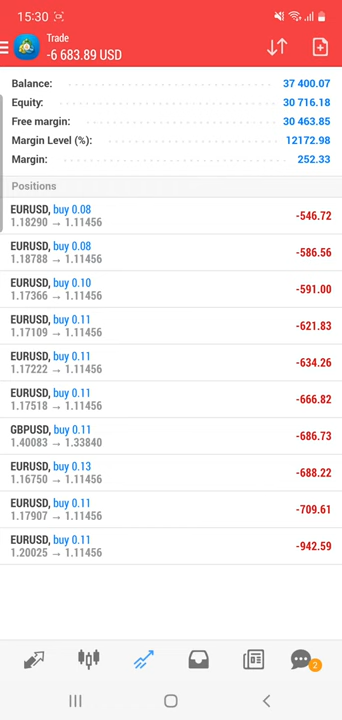 15:30
Trade
-6 683.89 USD
Balance: 37 400.07
Equity: 30 716.18
Free margin: 30 463.85
Margin Level (%): 12172.98
Margin: 252.33
Positions
EURUSD, buy 0.08
1.18290 → 1.11456 -546.72
EURUSD, buy 0.08
1.18788 → 1.11456 -586.56
EURUSD, buy 0.10
1.17366 → 1.11456 -591.00
EURUSD, buy 0.11
1.17109 → 1.11456 -621.83
EURUSD, buy 0.11
1.17222 → 1.11456 -634.26
EURUSD, buy 0.11
1.17518 → 1.11456 -666.82
GBPUSD, buy 0.11
1.40083 → 1.33840 -686.73
EURUSD, buy 0.13
1.16750 → 1.11456 -688.22
EURUSD, buy 0.11
1.17907 → 1.11456 -709.61
EURUSD, buy 0.11
1.20025 → 1.11456 -942.59
2